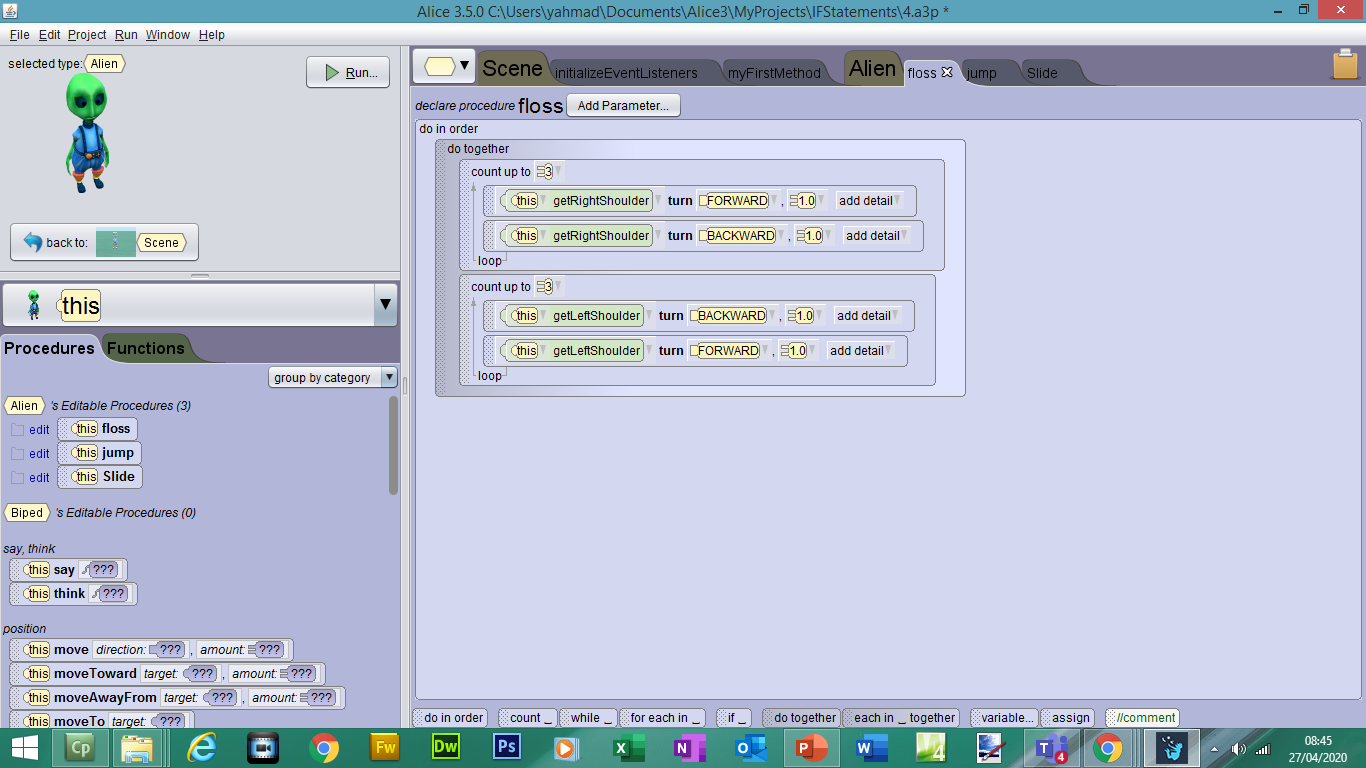 Alice 3.5.0 C:\Users\yahmad\Documents\Alice3\MyProjects\IFStatements\4.a3p *
File Edit Project Run Window Help
selected type: Alien
Run...
back to: Scene
this
Procedures Functions
group by category
Alien 's Editable Procedures (3)
edit this floss
edit this jump
edit this Slide
Biped 's Editable Procedures (0)
say, think
this say ???
this think ???
position
this move direction: ??? , amount: ???
this moveToward target: ??? , amount: ???
this moveAwayFrom target: ??? , amount: ???
this moveTo target: ???
Scene initializeEventListeners myFirstMethod Alien floss jump Slide
declare procedure floss Add Parameter...
do in order
do together
count up to 3
this getRightShoulder turn FORWARD , 1.0 add detail
this getRightShoulder turn BACKWARD , 1.0 add detail
loop
count up to 3
this getLeftShoulder turn BACKWARD , 1.0 add detail
this getLeftShoulder turn FORWARD , 1.0 add detail
loop
do in order count _ while _ for each in _ if _ do together each in _ together variable... assign //comment
Cp Fw Dw Ps X N O P W 4 T 4
08:45
27/04/2020